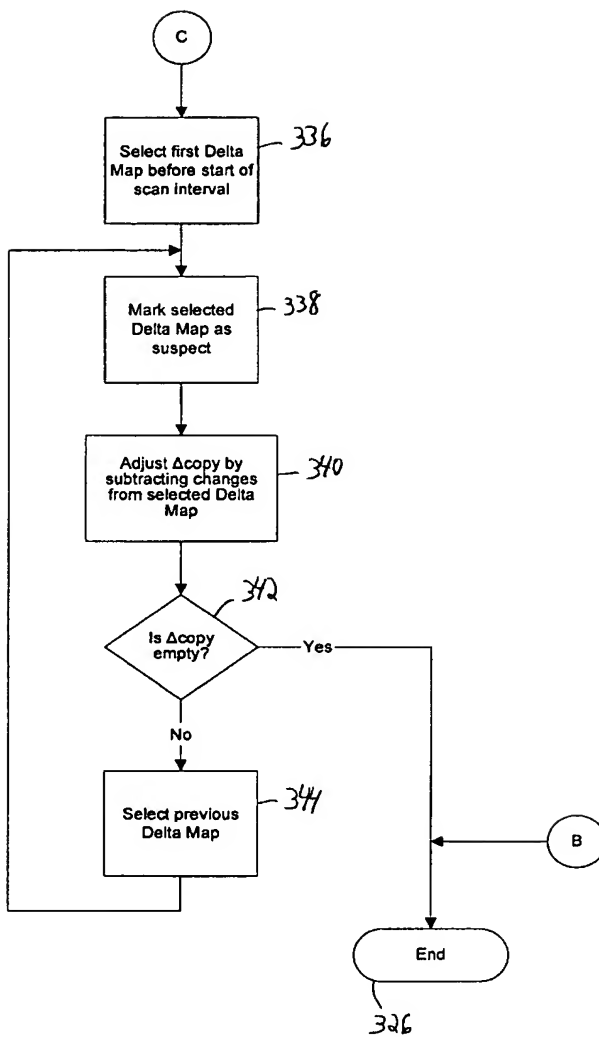 C
Select first Delta
Map before start of
scan interval
336
Mark selected
Delta Map as
suspect
338
Adjust Δcopy by
subtracting changes
from selected Delta
Map
340
Is Δcopy
empty?
342
Yes
No
Select previous
Delta Map
344
B
End
326